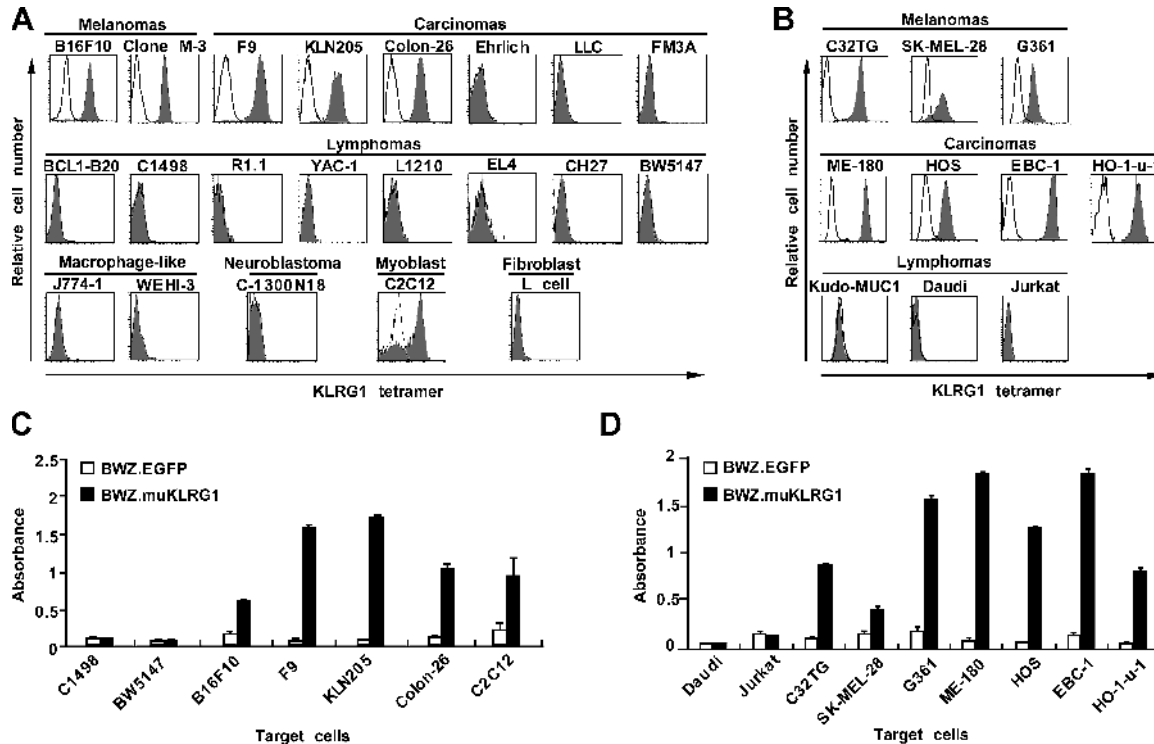 A
B
Melanomas
Carcinomas
B16F10 Clone M-3 F9 KLN205 Colon-26 Ehrlich LLC FM3A
Lymphomas
BCL1-B20 C1498 R1.1 YAC-1 L1210 EL4 CH27 BW5147
Macrophage-like Neuroblastoma Myoblast Fibroblast
J774-1 WEHI-3 C-1300N18 C2C12 L cell
Relative cell number
KLRG1 tetramer
Melanomas
C32TG SK-MEL-28 G361
Carcinomas
ME-180 HOS EBC-1 HO-1-u-1
Lymphomas
Kudo-MUC1 Daudi Jurkat
Relative cell number
KLRG1 tetramer
C
2.5
2
1.5
1
0.5
0
Absorbance
BWZ.EGFP
BWZ.muKLRG1
C1498 BW5147 B16F10 F9 KLN205 Colon-26 C2C12
Target cells
D
2
1.5
1
0.5
0
Absorbance
BWZ.EGFP
BWZ.muKLRG1
Daudi Jurkat C32TG SK-MEL-28 G361 ME-180 HOS EBC-1 HO-1-u-1
Target cells